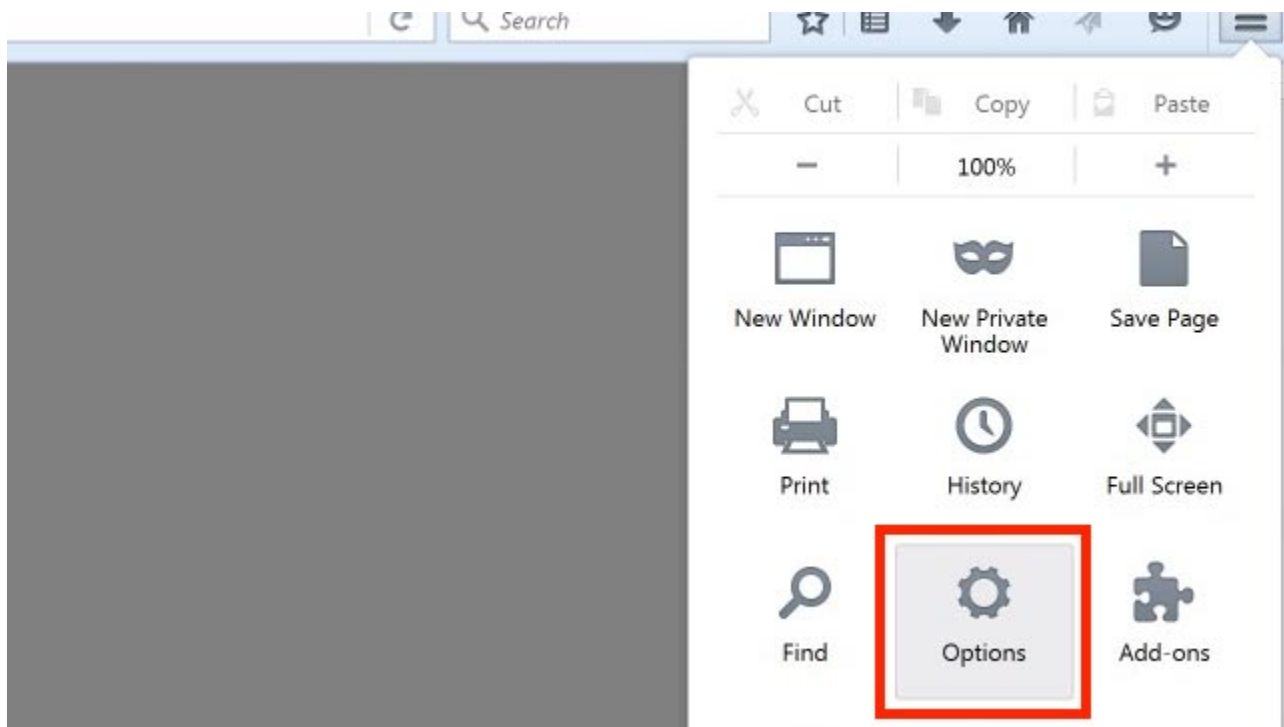 Search
Cut Copy Paste
− 100% +
New Window New Private Window Save Page
Print History Full Screen
Find Options Add-ons